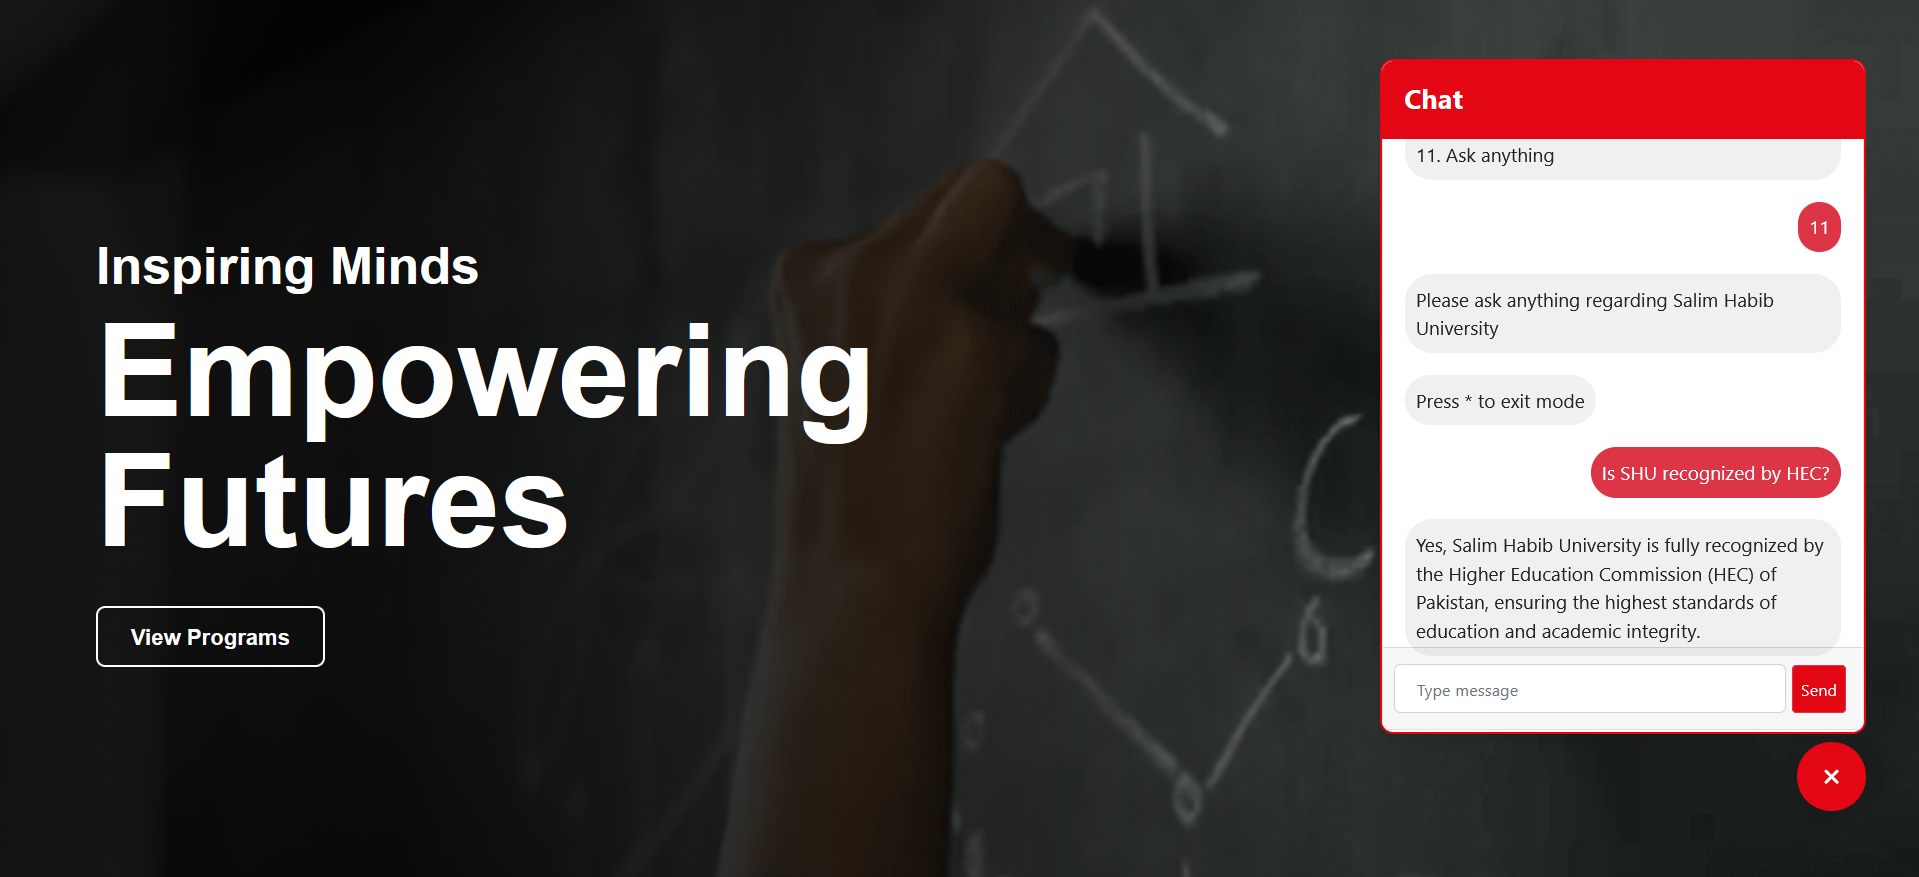 Inspiring Minds
Empowering
Futures
View Programs
Chat
11. Ask anything
11
Please ask anything regarding Salim Habib
University
Press * to exit mode
Is SHU recognized by HEC?
Yes, Salim Habib University is fully recognized by
the Higher Education Commission (HEC) of
Pakistan, ensuring the highest standards of
education and academic integrity.
Type message
Send